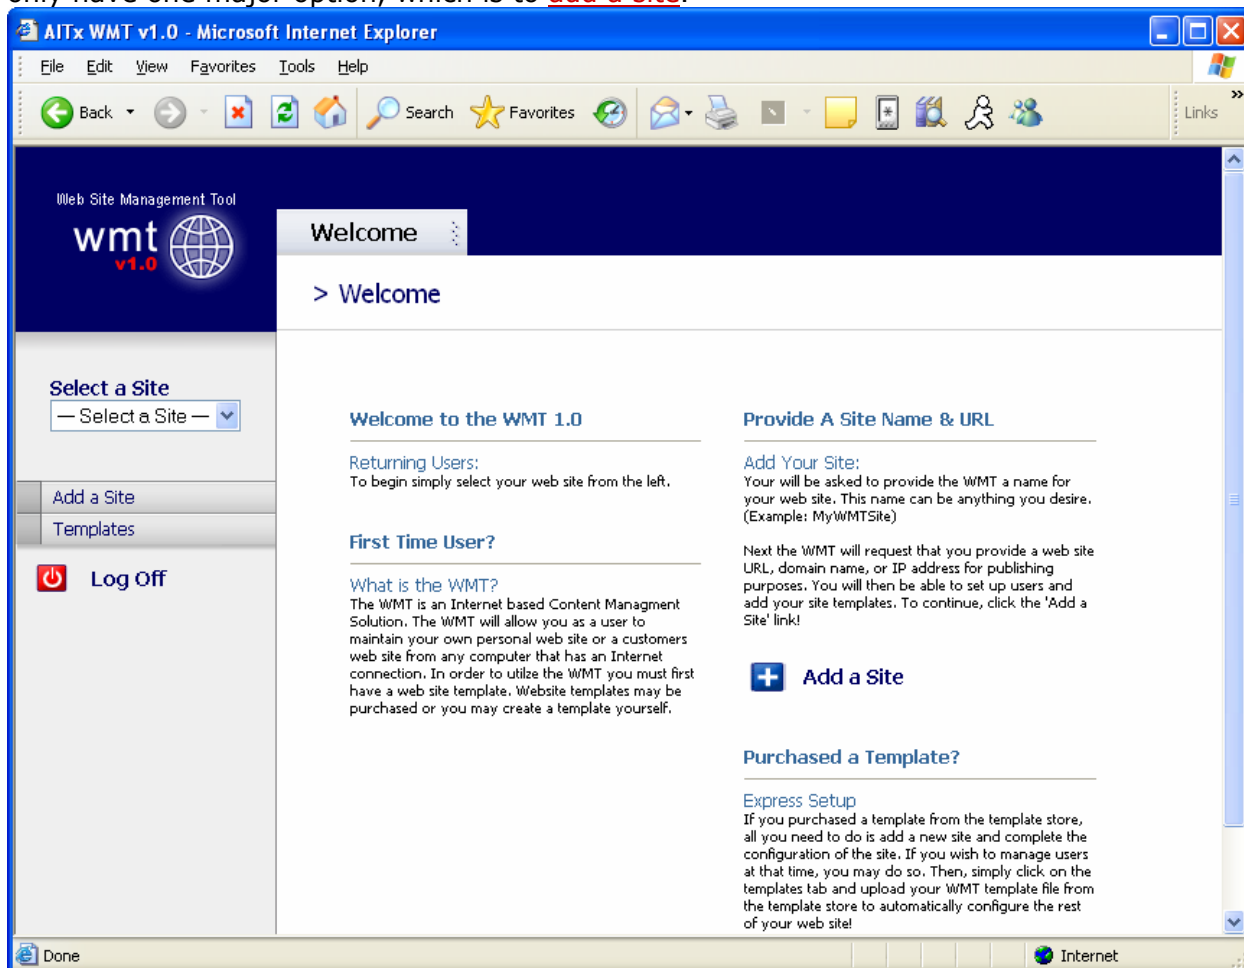 only have one major option, which is to add a site.
AITx WMT v1.0 - Microsoft Internet Explorer
File Edit View Favorites Tools Help
Back Search Favorites Links
Web Site Management Tool
wmt
v1.0
Welcome
> Welcome
Select a Site
— Select a Site —
Add a Site
Templates
Log Off
Welcome to the WMT 1.0
Returning Users:
To begin simply select your web site from the left.
First Time User?
What is the WMT?
The WMT is an Internet based Content Managment
Solution. The WMT will allow you as a user to
maintain your own personal web site or a customers
web site from any computer that has an Internet
connection. In order to utilze the WMT you must first
have a web site template. Website templates may be
purchased or you may create a template yourself.
Provide A Site Name & URL
Add Your Site:
Your will be asked to provide the WMT a name for
your web site. This name can be anything you desire.
(Example: MyWMTSite)
Next the WMT will request that you provide a web site
URL, domain name, or IP address for publishing
purposes. You will then be able to set up users and
add your site templates. To continue, click the 'Add a
Site' link!
Add a Site
Purchased a Template?
Express Setup
If you purchased a template from the template store,
all you need to do is add a new site and complete the
configuration of the site. If you wish to manage users
at that time, you may do so. Then, simply click on the
templates tab and upload your WMT template file from
the template store to automatically configure the rest
of your web site!
Done
Internet